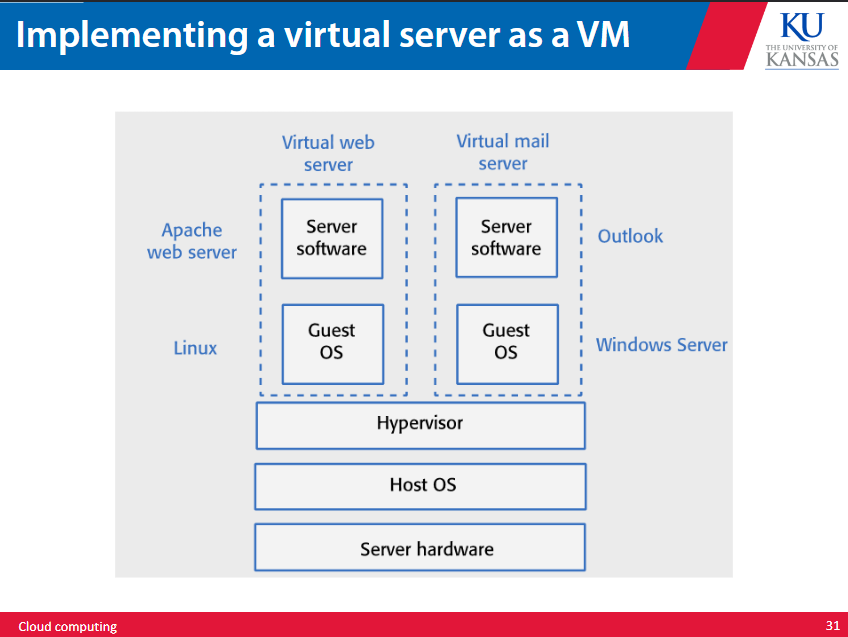 Implementing a virtual server as a VM
KU
THE UNIVERSITY OF
KANSAS
Virtual web
server
Virtual mail
server
Apache
web server
Server
software
Server
software
Outlook
Linux
Guest
OS
Guest
OS
Windows Server
Hypervisor
Host OS
Server hardware
Cloud computing
31